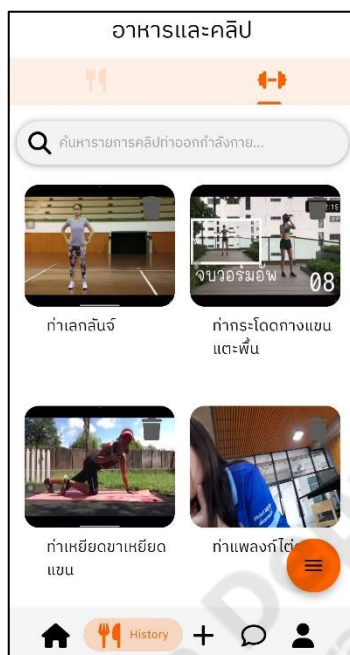 อาหารและคลิป
ค้นหารายการคลิปท่าออกกำลังกาย...
จบวอร์มอัพ
08
ท่าเลกลันจ์
ท่ากระโดดกางแขน
แตะพื้น
ท่าเหยียดขาเหยียด
แขน
ท่าแพลงก์ไต่
History